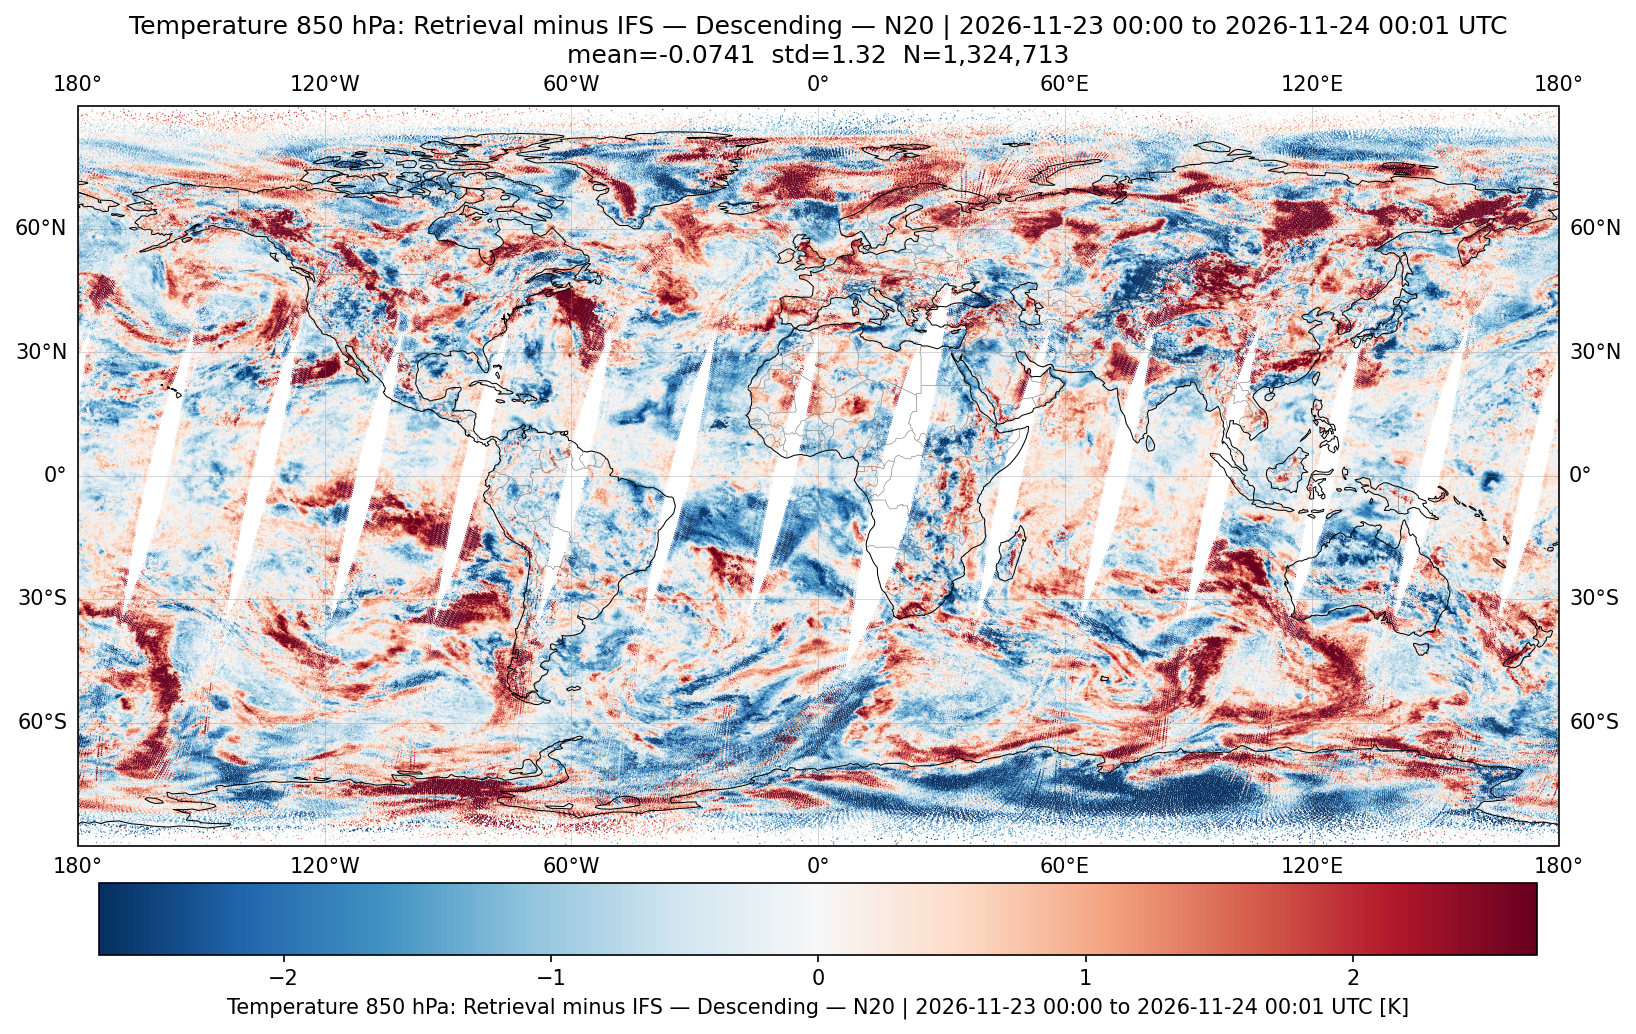 Temperature 850 hPa: Retrieval minus IFS — Descending — N20 | 2026-11-23 00:00 to 2026-11-24 00:01 UTC
mean=-0.0741  std=1.32  N=1,324,713
180° 120°W 60°W 0° 60°E 120°E 180°
60°N 60°N
30°N 30°N
0° 0°
30°S 30°S
60°S 60°S
180° 120°W 60°W 0° 60°E 120°E 180°
−2 −1 0 1 2
Temperature 850 hPa: Retrieval minus IFS — Descending — N20 | 2026-11-23 00:00 to 2026-11-24 00:01 UTC [K]